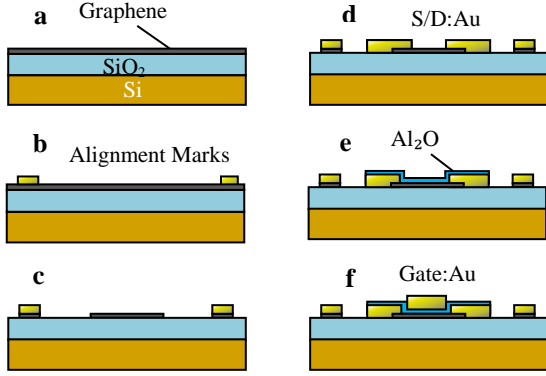 a
Graphene
SiO₂
Si
b
Alignment Marks
c
d
S/D:Au
e
Al₂O
f
Gate:Au